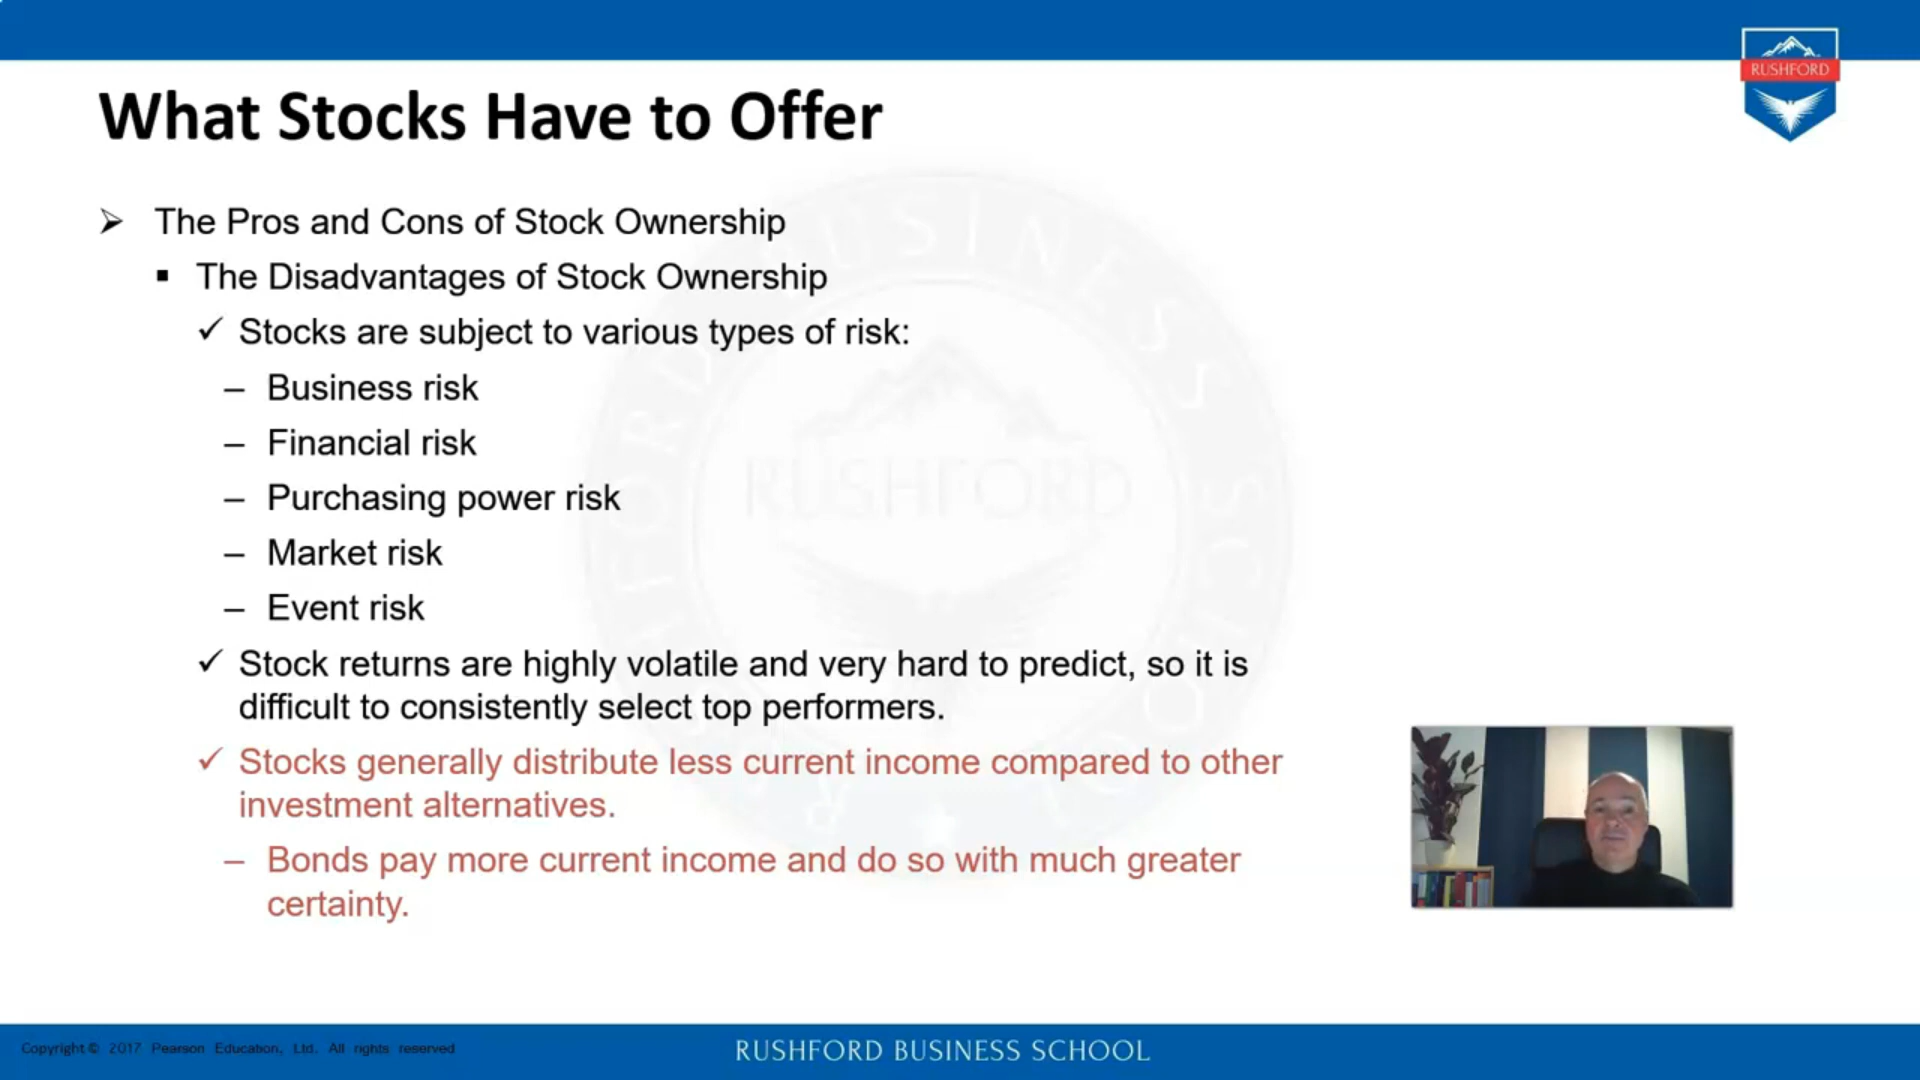 RUSHFORD
What Stocks Have to Offer
➢ The Pros and Cons of Stock Ownership
▪ The Disadvantages of Stock Ownership
✓ Stocks are subject to various types of risk:
– Business risk
– Financial risk
– Purchasing power risk
– Market risk
– Event risk
✓ Stock returns are highly volatile and very hard to predict, so it is
difficult to consistently select top performers.
✓ Stocks generally distribute less current income compared to other
investment alternatives.
– Bonds pay more current income and do so with much greater
certainty.
RUSHFORD BUSINESS SCHOOL
RUSHFORD
Copyright © 2017 Pearson Education, Ltd. All rights reserved
RUSHFORD BUSINESS SCHOOL